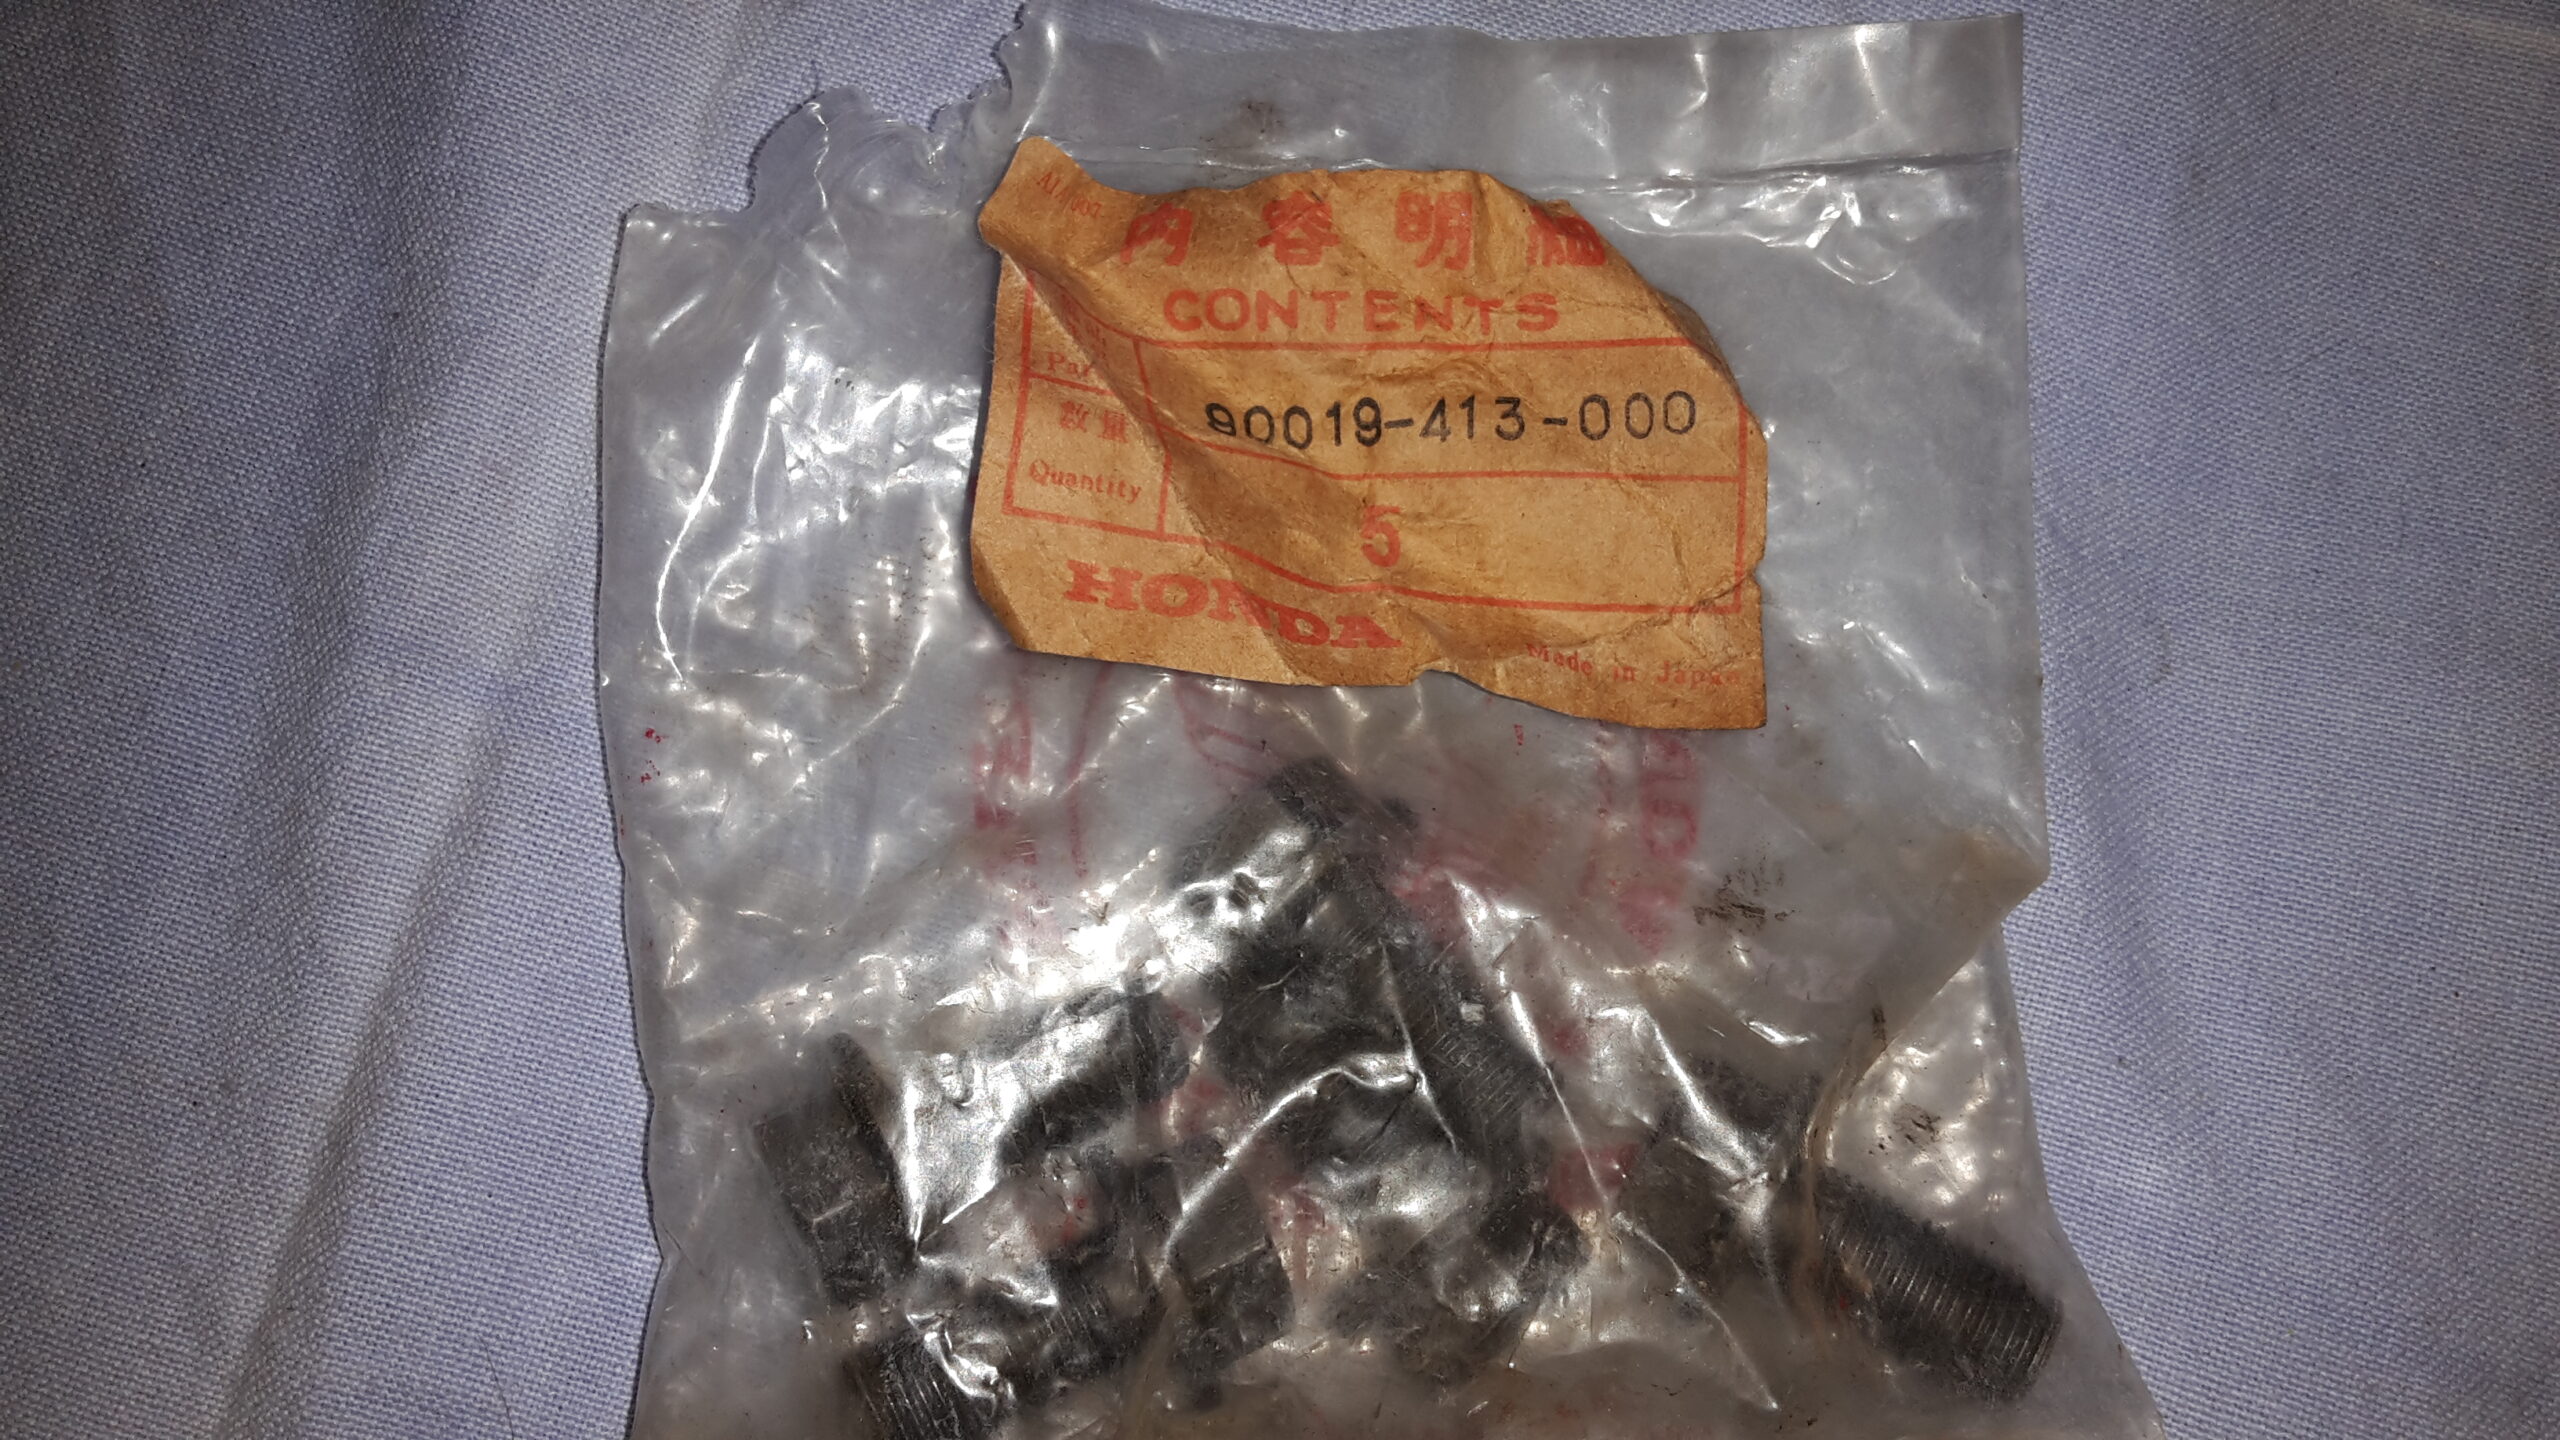 内容明細
CONTENTS
90019-413-000
数量
Quantity
5
HONDA
Made in Japan